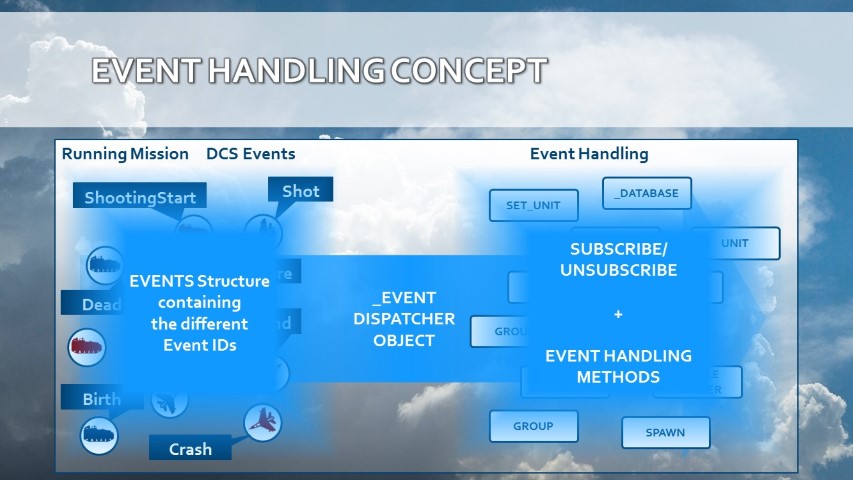 EVENT HANDLING CONCEPT
Running Mission
DCS Events
Event Handling
ShootingStart
Shot
_DATABASE
SET_UNIT
UNIT
SUBSCRIBE/
UNSUBSCRIBE
+
EVENT HANDLING
METHODS
EVENTS Structure
containing
the different
Event IDs
_EVENT
DISPATCHER
OBJECT
Dead
Birth
Crash
GROUP
SPAWN